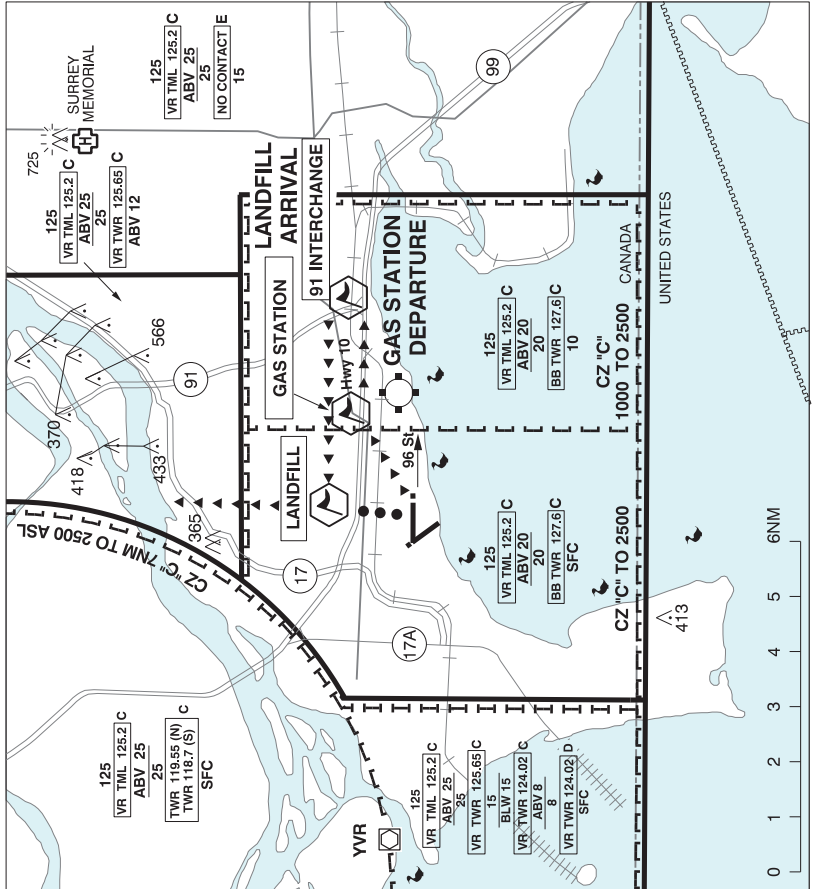 725
SURREY
MEMORIAL
125
VR TML 125.2 C
ABV 25
25
NO CONTACT E
15
125
VR TML 125.2 C
ABV 25
25
VR TWR 125.65 C
ABV 12
99
LANDFILL
ARRIVAL
91 INTERCHANGE
GAS STATION
GAS STATION
DEPARTURE
Hwy 10
96 St
LANDFILL
91
566
370
418
433
365
17
17A
CZ "C" 7NM TO 2500 ASL
125
VR TML 125.2 C
ABV 20
20
BB TWR 127.6 C
10
CZ "C"
1000 TO 2500
CANADA
UNITED STATES
125
VR TML 125.2 C
ABV 20
20
BB TWR 127.6 C
SFC
CZ "C" TO 2500
413
125
VR TML 125.2 C
ABV 25
25
TWR 119.55 (N)
TWR 118.7 (S) C
SFC
YVR
125
VR TML 125.2 C
ABV 25
25
VR TWR 125.65 C
15
BLW 15
VR TWR 124.02 C
ABV 8
8
VR TWR 124.02 D
SFC
0 1 2 3 4 5 6NM